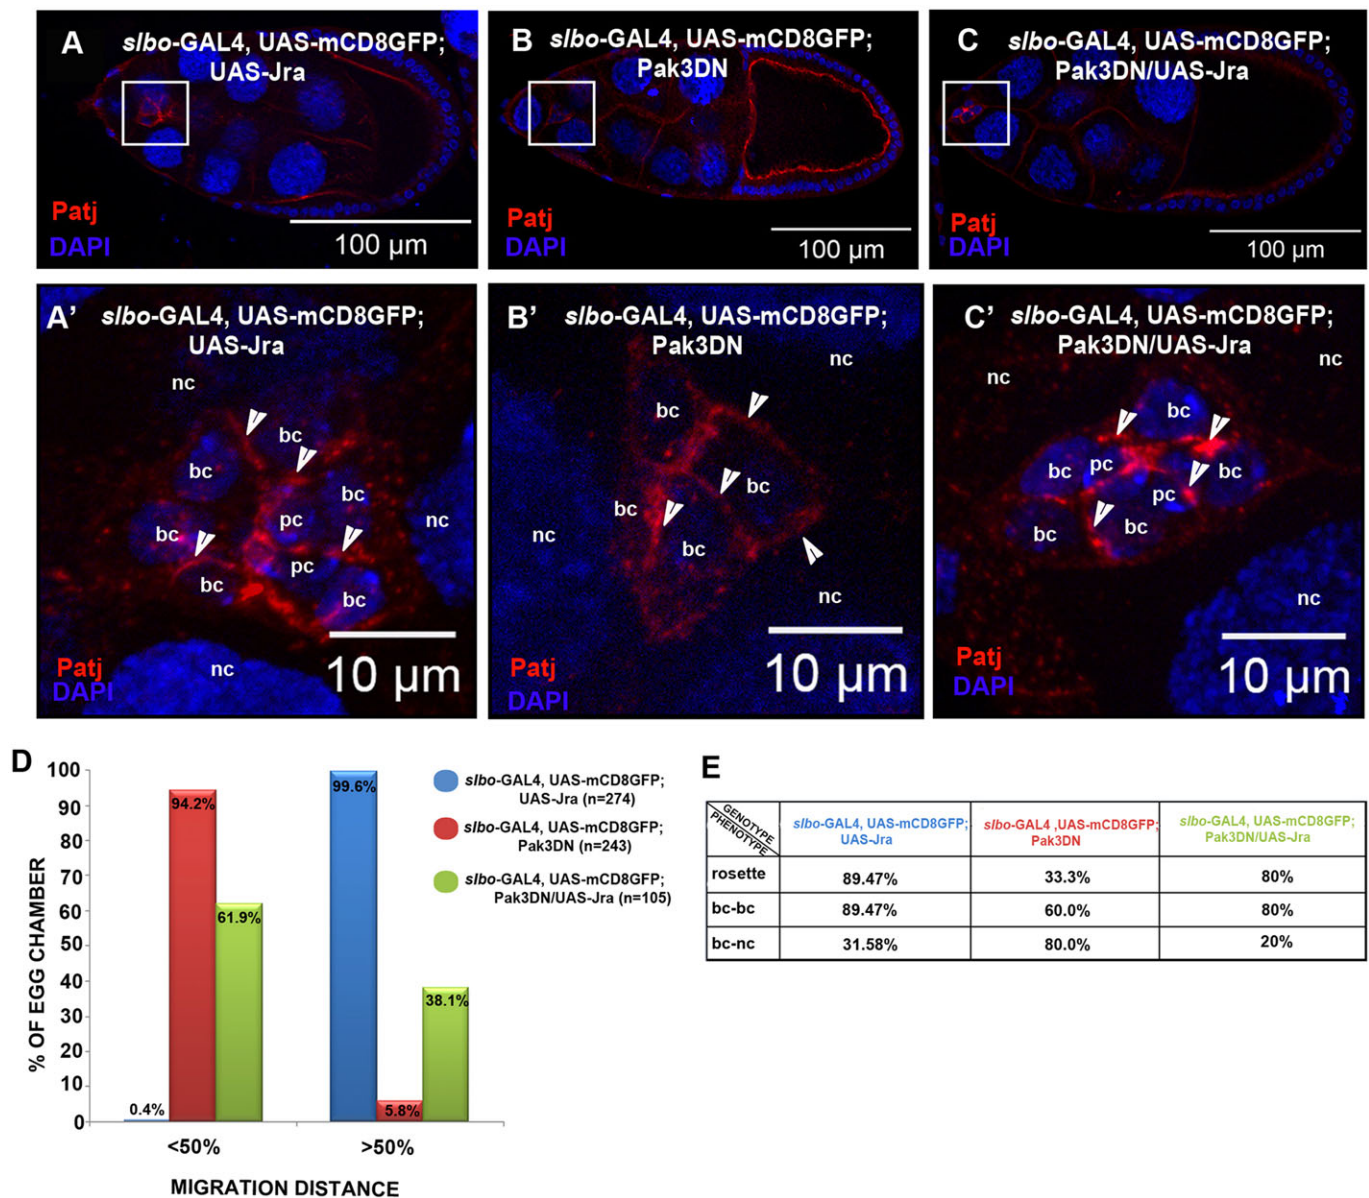 A
slbo-GAL4, UAS-mCD8GFP;
UAS-Jra
Patj
DAPI
100 µm
B
slbo-GAL4, UAS-mCD8GFP;
Pak3DN
Patj
DAPI
100 µm
C
slbo-GAL4, UAS-mCD8GFP;
Pak3DN/UAS-Jra
Patj
DAPI
100 µm
A'
slbo-GAL4, UAS-mCD8GFP;
UAS-Jra
nc
bc
bc
bc
pc
nc
bc
pc
bc
bc
nc
Patj
DAPI
10 µm
B'
slbo-GAL4, UAS-mCD8GFP;
Pak3DN
nc
bc
bc
bc
nc
bc
nc
Patj
DAPI
10 µm
C'
slbo-GAL4, UAS-mCD8GFP;
Pak3DN/UAS-Jra
nc
nc
bc
bc
pc
bc
pc
bc
bc
nc
Patj
DAPI
10 µm
D
% OF EGG CHAMBER
100
90
80
70
60
50
40
30
20
10
0
0.4%
94.2%
61.9%
99.6%
5.8%
38.1%
<50%
>50%
MIGRATION DISTANCE
slbo-GAL4, UAS-mCD8GFP;
UAS-Jra (n=274)
slbo-GAL4, UAS-mCD8GFP;
Pak3DN (n=243)
slbo-GAL4, UAS-mCD8GFP;
Pak3DN/UAS-Jra (n=105)
E
GENOTYPE
PHENOTYPE
slbo-GAL4, UAS-mCD8GFP;
UAS-Jra
slbo-GAL4 ,UAS-mCD8GFP;
Pak3DN
slbo-GAL4, UAS-mCD8GFP;
Pak3DN/UAS-Jra
rosette 89.47% 33.3% 80%
bc-bc 89.47% 60.0% 80%
bc-nc 31.58% 80.0% 20%